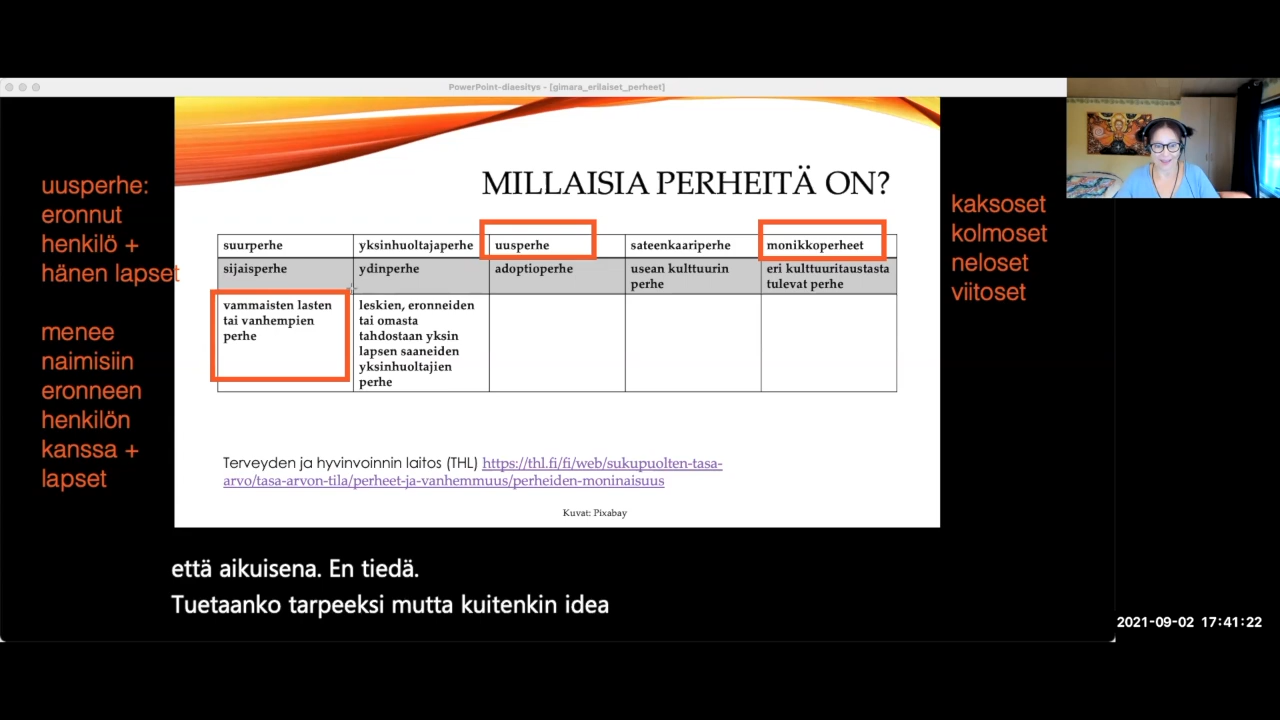 PowerPoint-diaesitys - [gimara_erilaiset_perheet]
uusperhe:
eronnut
henkilö +
hänen lapset
menee
naimisiin
eronneen
henkilön
kanssa +
lapset
MILLAISIA PERHEITÄ ON?
suurperhe
yksinhuoltajaperhe
uusperhe
sateenkaariperhe
monikkoperheet
sijaisperhe
ydinperhe
adoptioperhe
usean kulttuurin
perhe
eri kulttuuritaustasta
tulevat perhe
vammaisten lasten
tai vanhempien
perhe
leskien, eronneiden
tai omasta
tahdostaan yksin
lapsen saaneiden
yksinhuoltajien
perhe
Terveyden ja hyvinvoinnin laitos (THL) https://thl.fi/fi/web/sukupuolten-tasa-
arvo/tasa-arvon-tila/perheet-ja-vanhemmuus/perheiden-moninaisuus
Kuvat: Pixabay
kaksoset
kolmoset
neloset
viitoset
että aikuisena. En tiedä.
Tuetaanko tarpeeksi mutta kuitenkin idea
2021-09-02 17:41:22